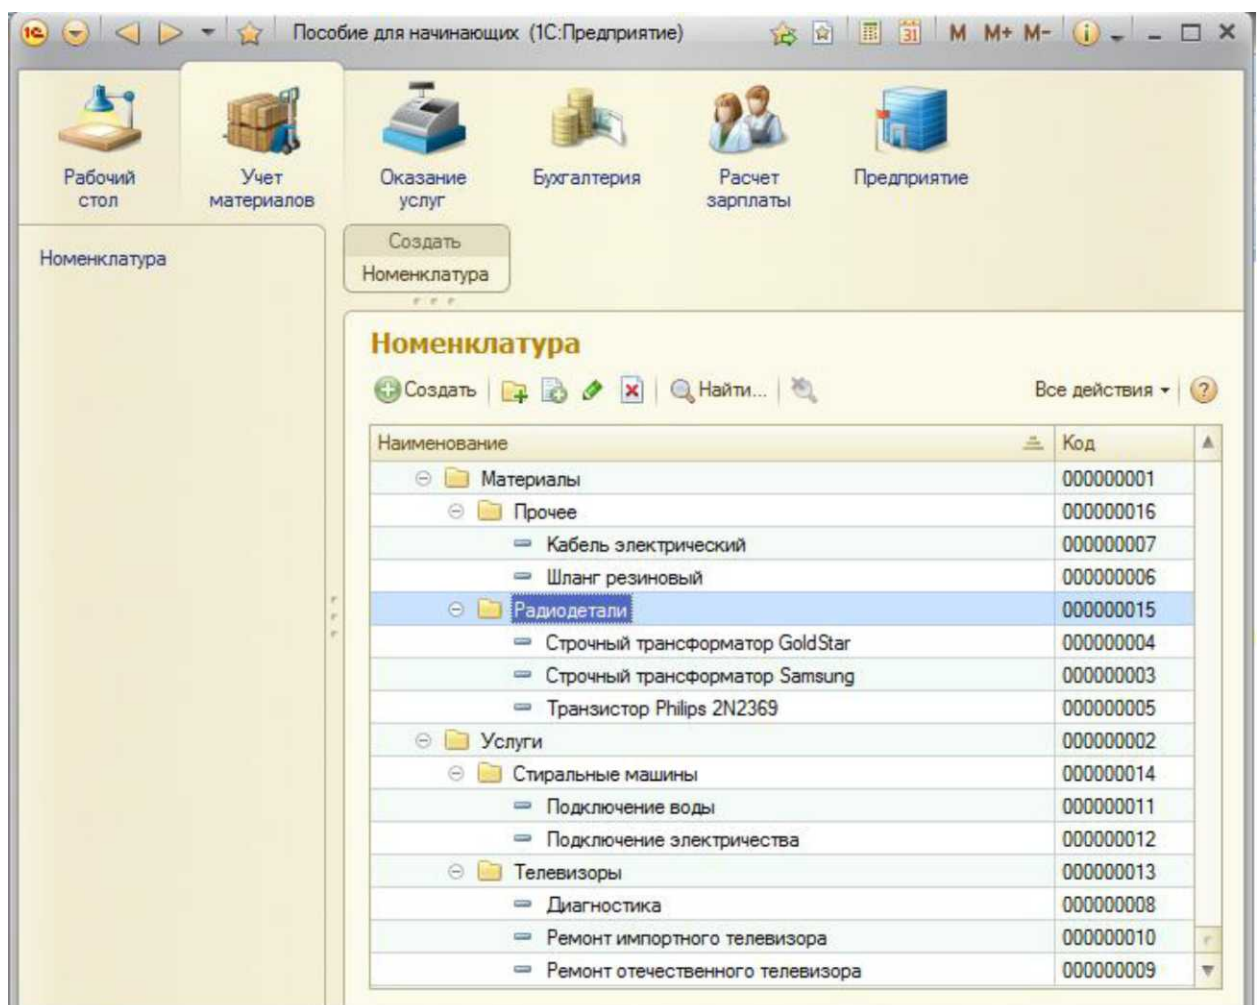 1С Пособие для начинающих (1С:Предприятие) 31 M M+ M-
Рабочий стол
Учет материалов
Оказание услуг
Бухгалтерия
Расчет зарплаты
Предприятие
Номенклатура
Создать
Номенклатура
Номенклатура
Создать Найти... Все действия ?
Наименование Код
Материалы 000000001
Прочее 000000016
Кабель электрический 000000007
Шланг резиновый 000000006
Радиодетали 000000015
Строчный трансформатор GoldStar 000000004
Строчный трансформатор Samsung 000000003
Транзистор Philips 2N2369 000000005
Услуги 000000002
Стиральные машины 000000014
Подключение воды 000000011
Подключение электричества 000000012
Телевизоры 000000013
Диагностика 000000008
Ремонт импортного телевизора 000000010
Ремонт отечественного телевизора 000000009